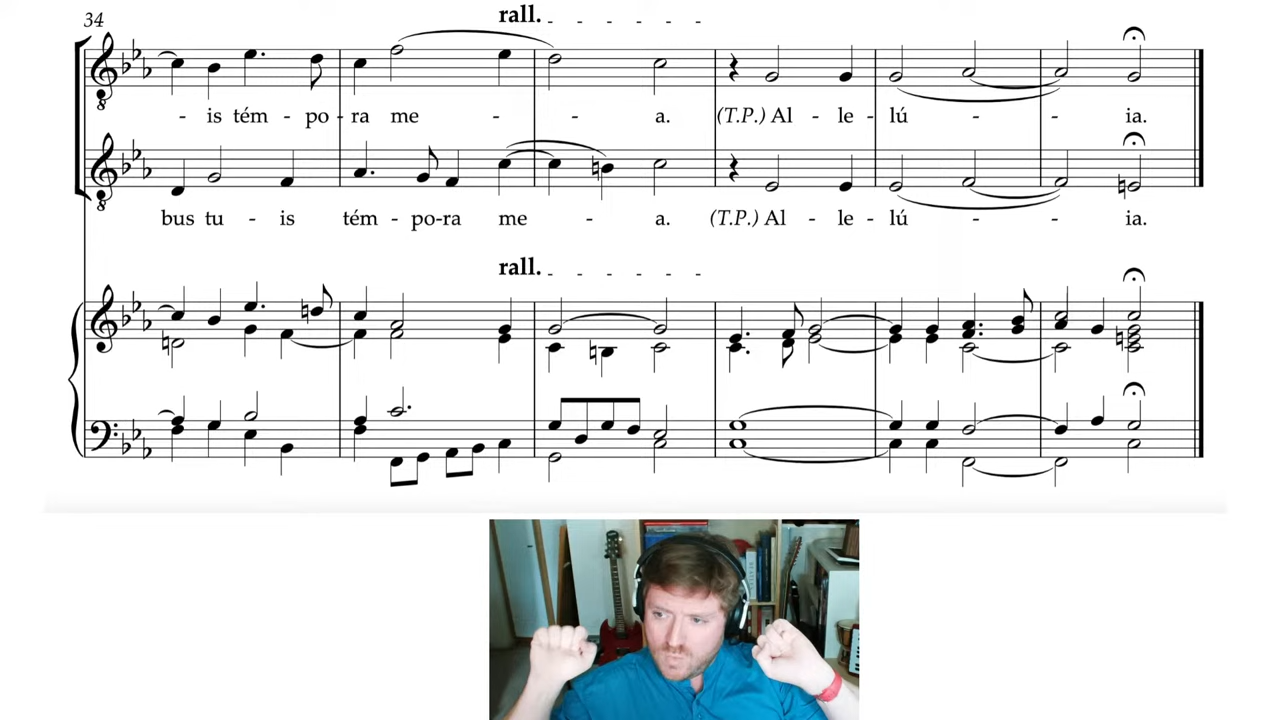 34
rall.
- is tém - po - ra me - - a. (T.P.) Al - le - lú - - ia.
bus tu - is tém - po-ra me - a. (T.P.) Al - le - lú - - ia.
rall.